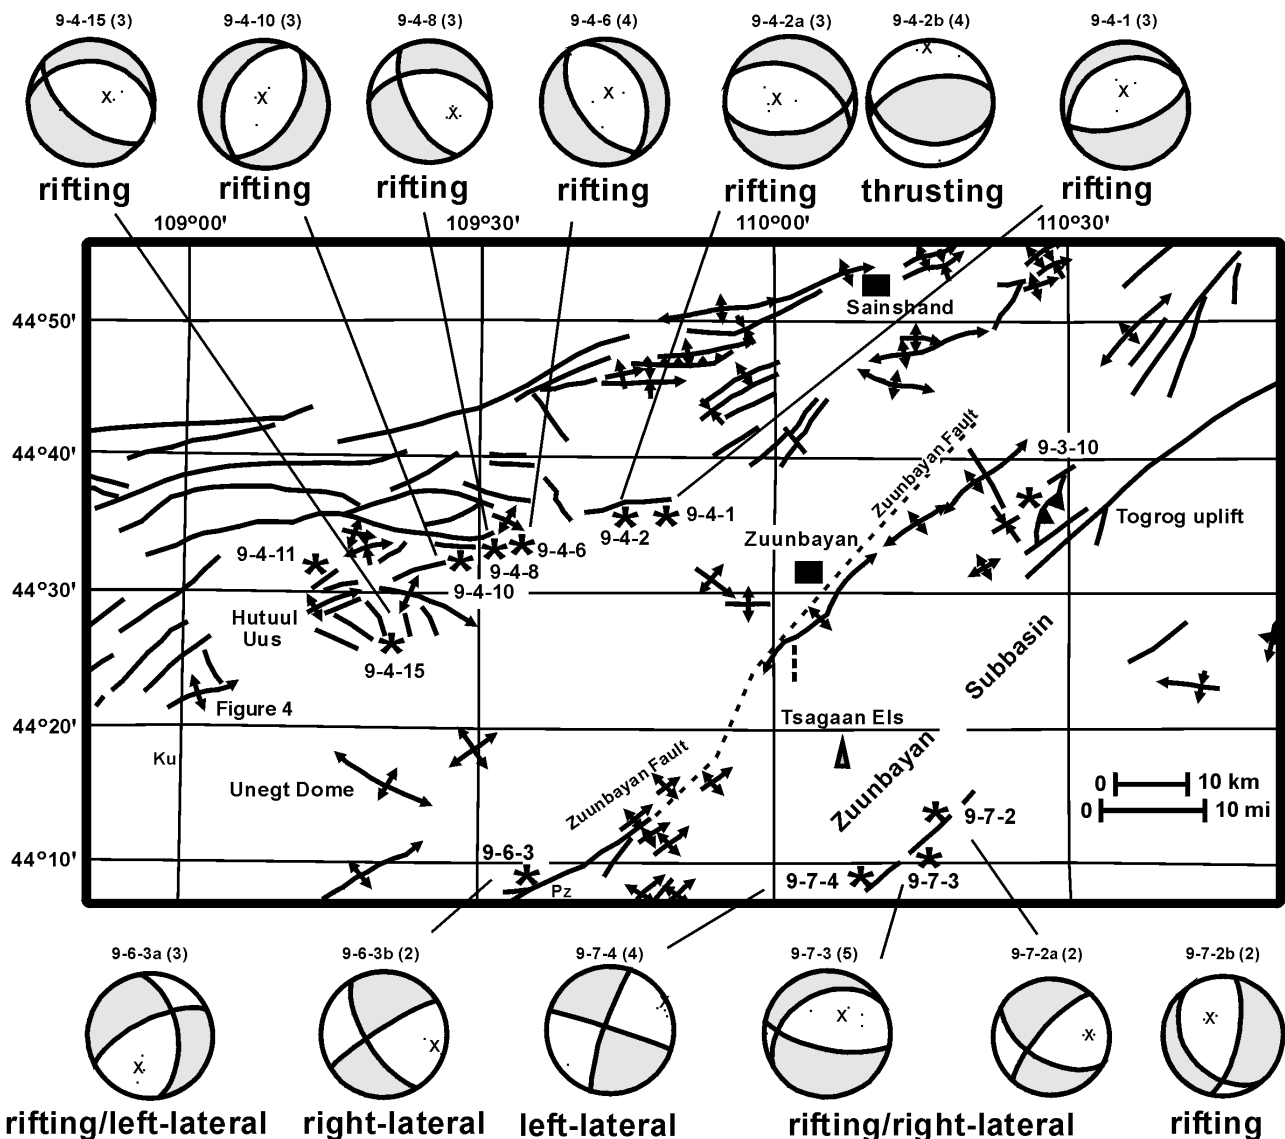 9-4-15 (3)
9-4-10 (3)
9-4-8 (3)
9-4-6 (4)
9-4-2a (3)
9-4-2b (4)
9-4-1 (3)
X
X
X
X
X
X
X
rifting
rifting
rifting
rifting
rifting
thrusting
rifting
109°00'
109°30'
110°00'
110°30'
44°50'
Sainshand
44°40'
Zuunbayan Fault
9-3-10
9-4-1
9-4-2
Togrog uplift
9-4-11
9-4-6
Zuunbayan
9-4-8
9-4-10
44°30'
Hutuul
Uus
9-4-15
Figure 4
Subbasin
44°20'
Tsagaan Els
Ku
Unegt Dome
Zuunbayan Fault
Zuunbayan
0 10 km
0 10 mi
9-7-2
44°10'
9-6-3
Pz
9-7-4
9-7-3
9-6-3a (3)
9-6-3b (2)
9-7-4 (4)
9-7-3 (5)
9-7-2a (2)
9-7-2b (2)
X
X
X
X
X
X
rifting/left-lateral
right-lateral
left-lateral
rifting/right-lateral
rifting